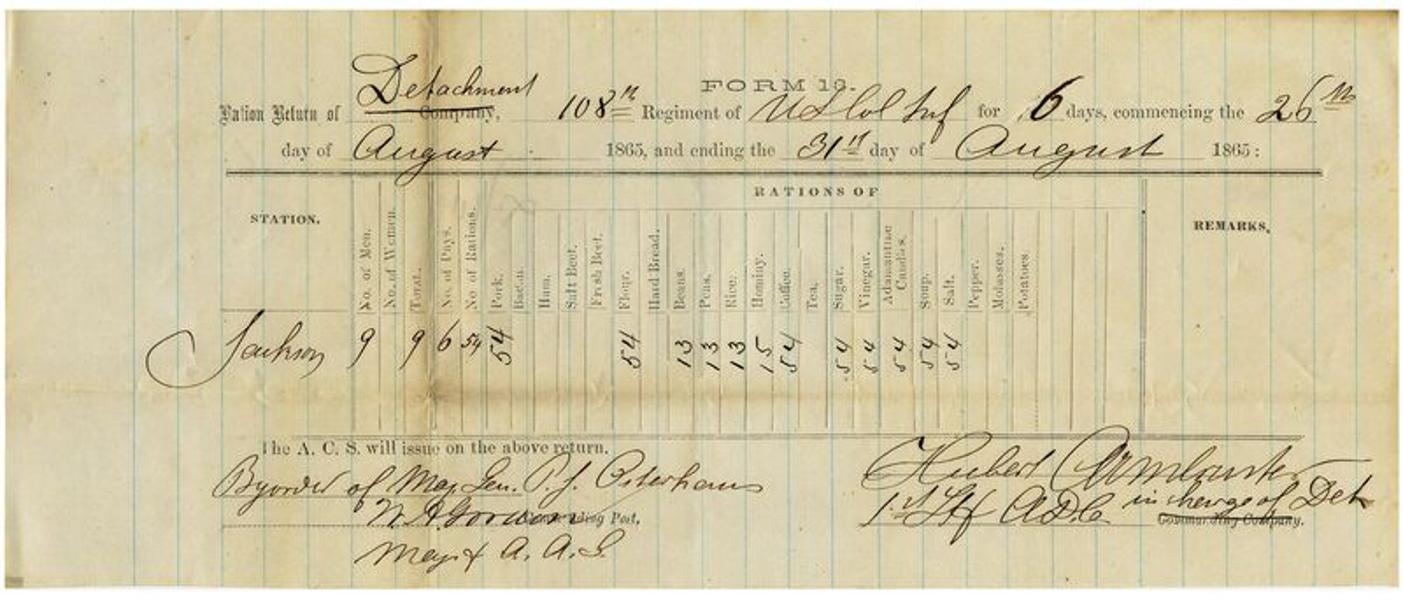 FORM 13.
Ration Return of Detachment Company, 108th Regiment of U S Col Inf for 6 days, commencing the 26th
day of August 1865, and ending the 31st day of August 1865:
RATIONS OF
STATION. No. of Men. No. of Women. Total. No. of Days. No. of Rations. Pork. Bacon. Ham. Salt Beef. Fresh Beef. Flour. Hard Bread. Beans. Peas. Rice. Hominy. Coffee. Tea. Sugar. Vinegar. Adamantine Candles. Soap. Salt. Pepper. Molasses. Potatoes. REMARKS.
Jackson 9 9 6 54 54 54 13 13 13 15 54 54 54 54 54 54
The A. C. S. will issue on the above return.
By order of Maj. Gen. P. J. Osterhaus
W. A. Gordon Commanding Post.
Maj & A. A. G.
Hubert Armbruster
1st Lt & A D C in charge of Det
Commanding Company.